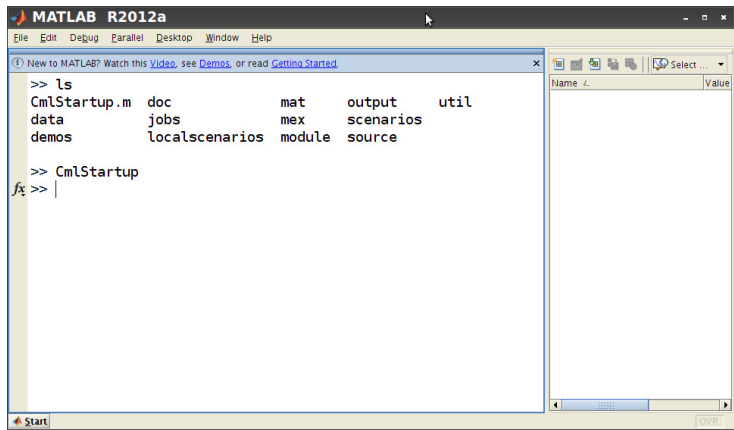 MATLAB R2012a
File Edit Debug Parallel Desktop Window Help
New to MATLAB? Watch this Video, see Demos, or read Getting Started.
Select ...
Name Value
>> ls
CmlStartup.m doc mat output util
data jobs mex scenarios
demos localscenarios module source
>> CmlStartup
fx >>
Start
OVR